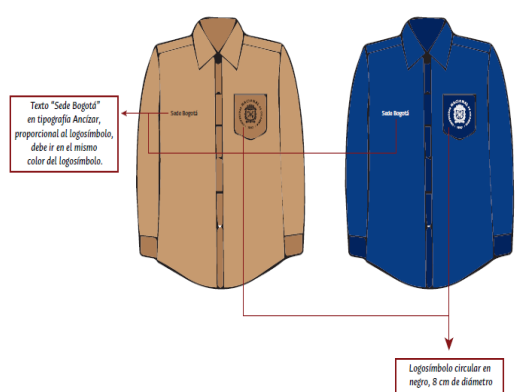 Texto “Sede Bogotá”
en tipografía Ancízar,
proporcional al logosímbolo,
debe ir en el mismo
color del logosímbolo.
Sede Bogotá
Sede Bogotá
Logosímbolo circular en
negro, 8 cm de diámetro